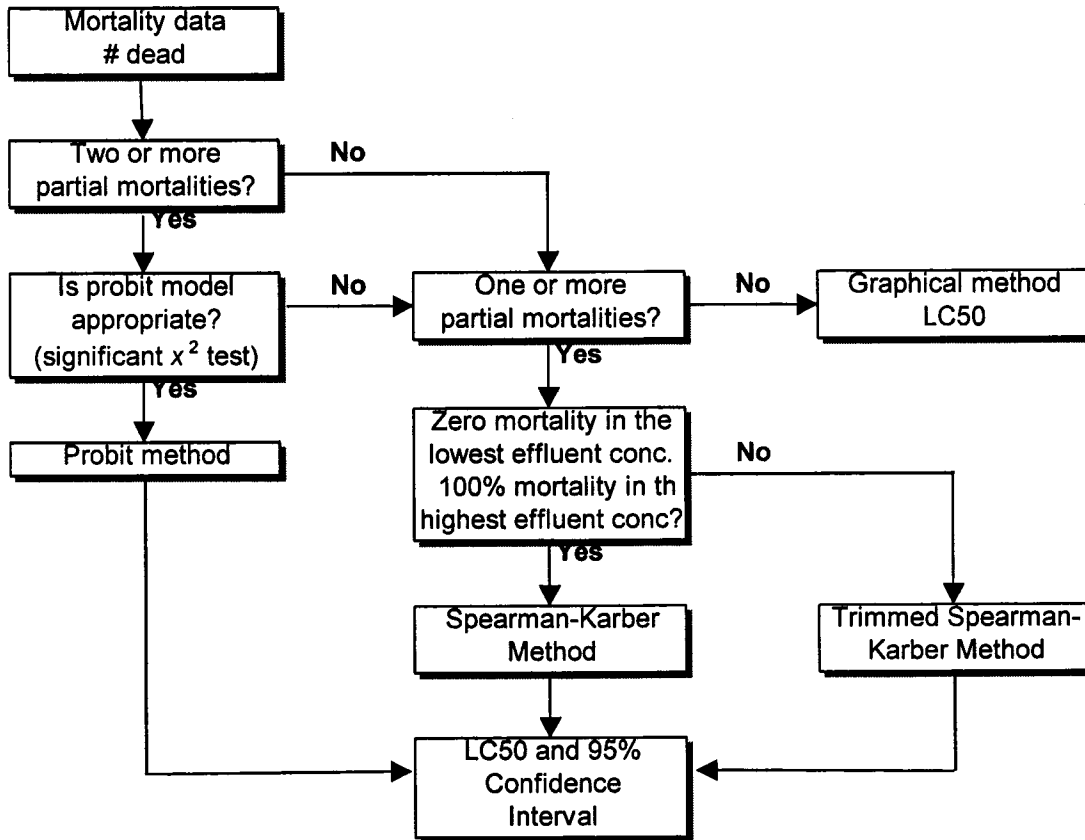 Mortality data
# dead
Two or more
partial mortalities?
No
Yes
Is probit model
appropriate?
(significant x² test)
No
One or more
partial mortalities?
No
Graphical method
LC50
Yes
Yes
Probit method
Zero mortality in the
lowest effluent conc.
100% mortality in th
highest effluent conc?
No
Yes
Spearman-Karber
Method
Trimmed Spearman-
Karber Method
LC50 and 95%
Confidence
Interval